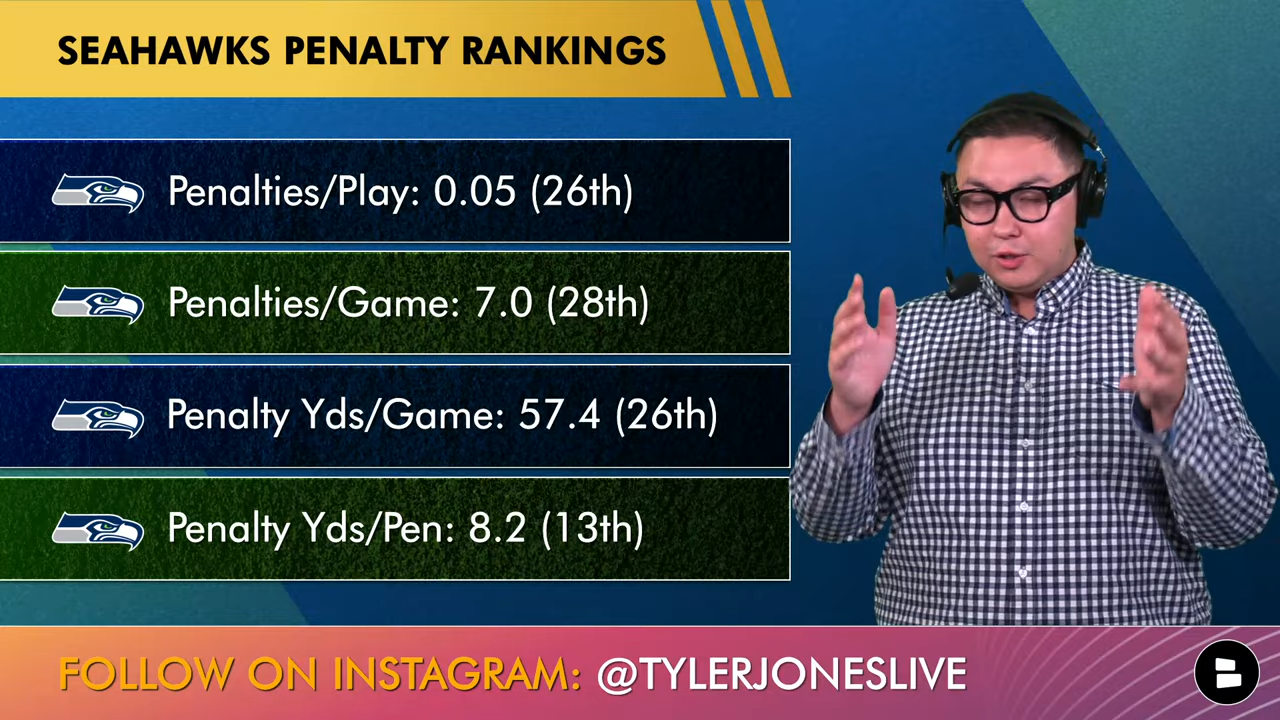 SEAHAWKS PENALTY RANKINGS
Penalties/Play: 0.05 (26th)
Penalties/Game: 7.0 (28th)
Penalty Yds/Game: 57.4 (26th)
Penalty Yds/Pen: 8.2 (13th)
FOLLOW ON INSTAGRAM: @TYLERJONESLIVE